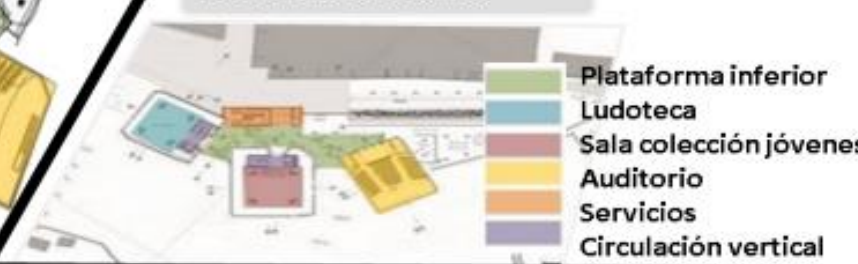 Plataforma inferior
Ludoteca
Sala colección jóvenes
Auditorio
Servicios
Circulación vertical